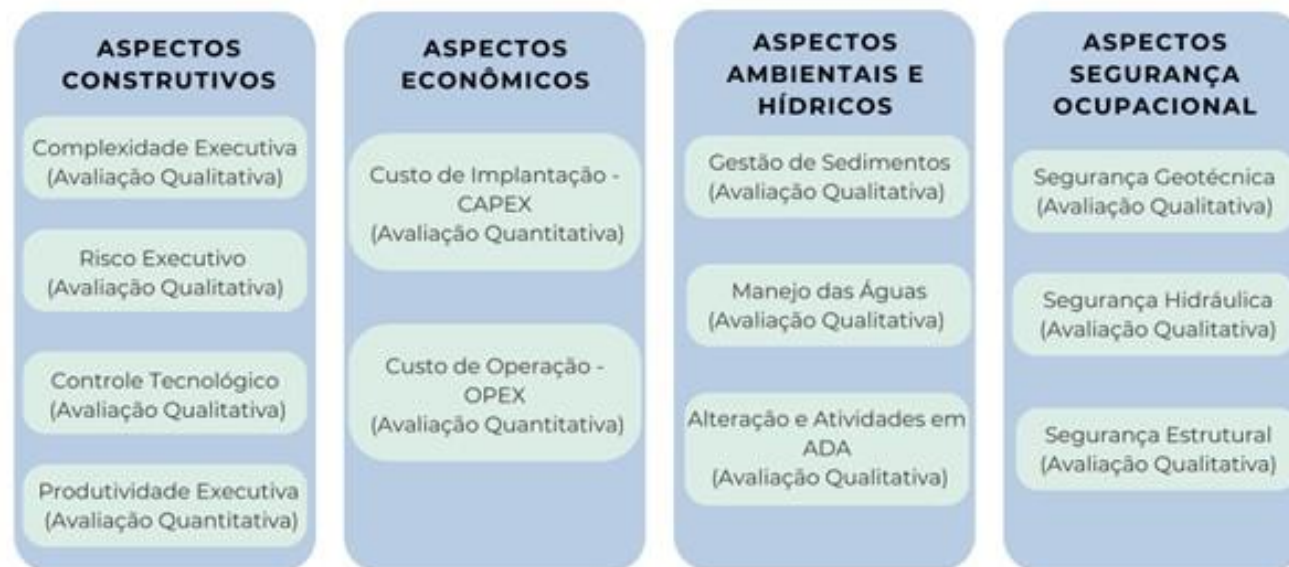 ASPECTOS
CONSTRUTIVOS
Complexidade Executiva
(Avaliação Qualitativa)
Risco Executivo
(Avaliação Qualitativa)
Controle Tecnológico
(Avaliação Qualitativa)
Produtividade Executiva
(Avaliação Quantitativa)
ASPECTOS
ECONÔMICOS
Custo de Implantação -
CAPEX
(Avaliação Quantitativa)
Custo de Operação -
OPEX
(Avaliação Quantitativa)
ASPECTOS
AMBIENTAIS E
HÍDRICOS
Gestão de Sedimentos
(Avaliação Qualitativa)
Manejo das Águas
(Avaliação Qualitativa)
Alteração e Atividades em
ADA
(Avaliação Qualitativa)
ASPECTOS
SEGURANÇA
OCUPACIONAL
Segurança Geotécnica
(Avaliação Qualitativa)
Segurança Hidráulica
(Avaliação Qualitativa)
Segurança Estrutural
(Avaliação Qualitativa)